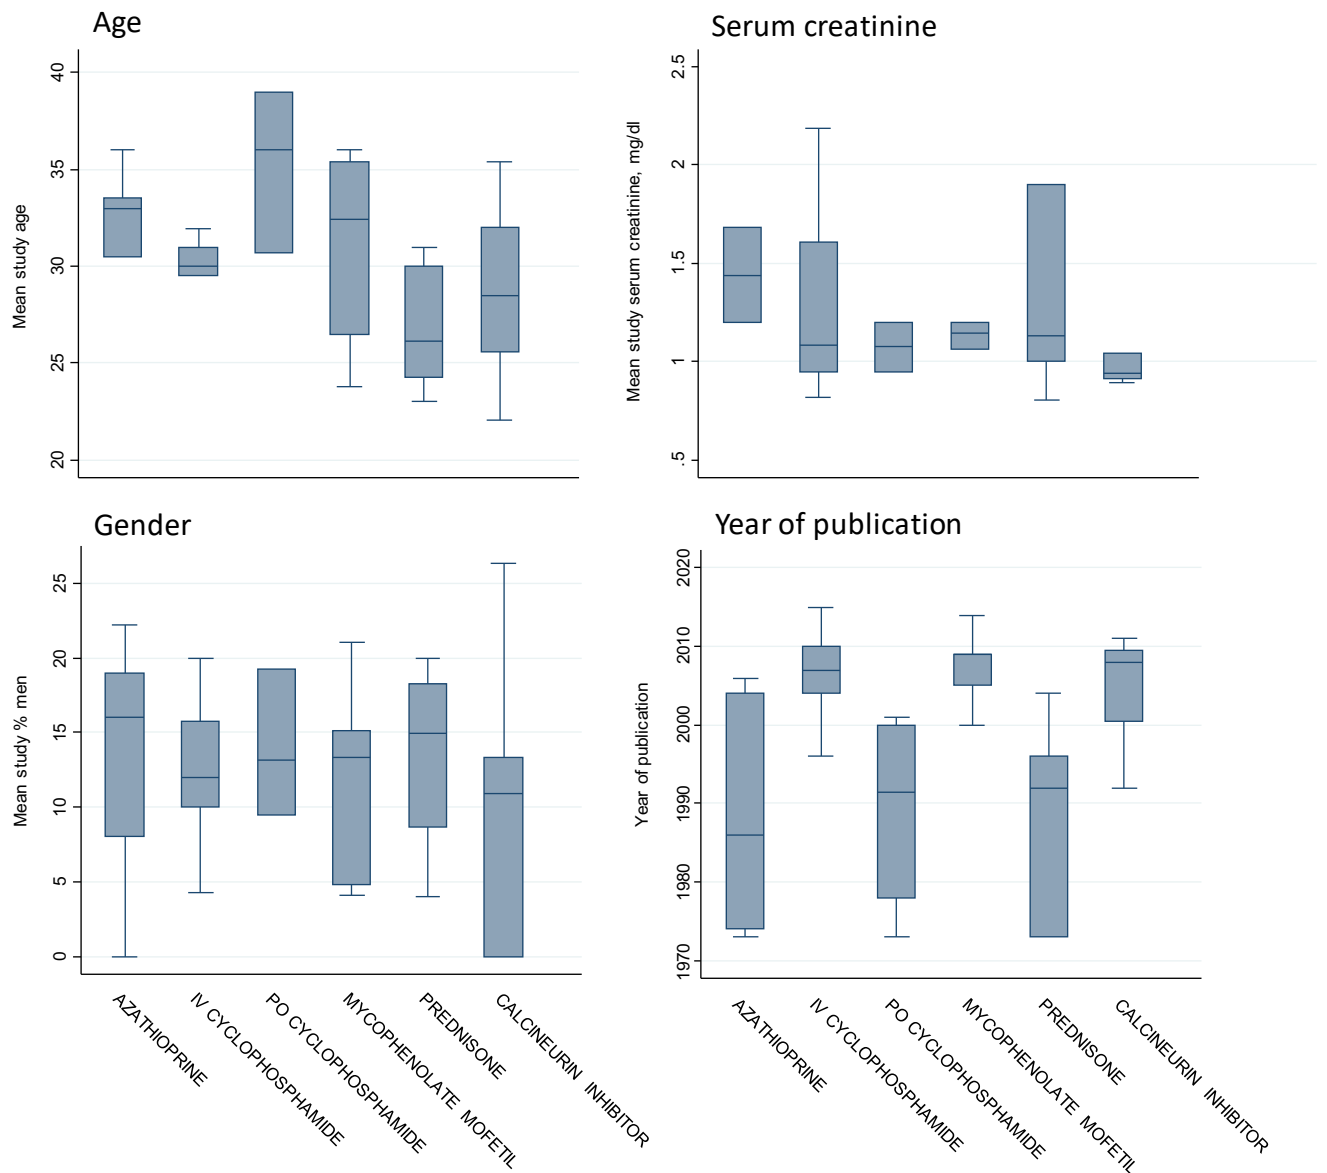 Age
Mean study age
40
35
30
25
20
Serum creatinine
Mean study serum creatinine, mg/dl
2.5
2
1.5
1
.5
Gender
Mean study % men
25
20
15
10
5
0
AZATHIOPRINE
IV CYCLOPHOSPHAMIDE
PO CYCLOPHOSPHAMIDE
MYCOPHENOLATE MOFETIL
PREDNISONE
CALCINEURIN INHIBITOR
Year of publication
Year of publication
2020
2010
2000
1990
1980
1970
AZATHIOPRINE
IV CYCLOPHOSPHAMIDE
PO CYCLOPHOSPHAMIDE
MYCOPHENOLATE MOFETIL
PREDNISONE
CALCINEURIN INHIBITOR